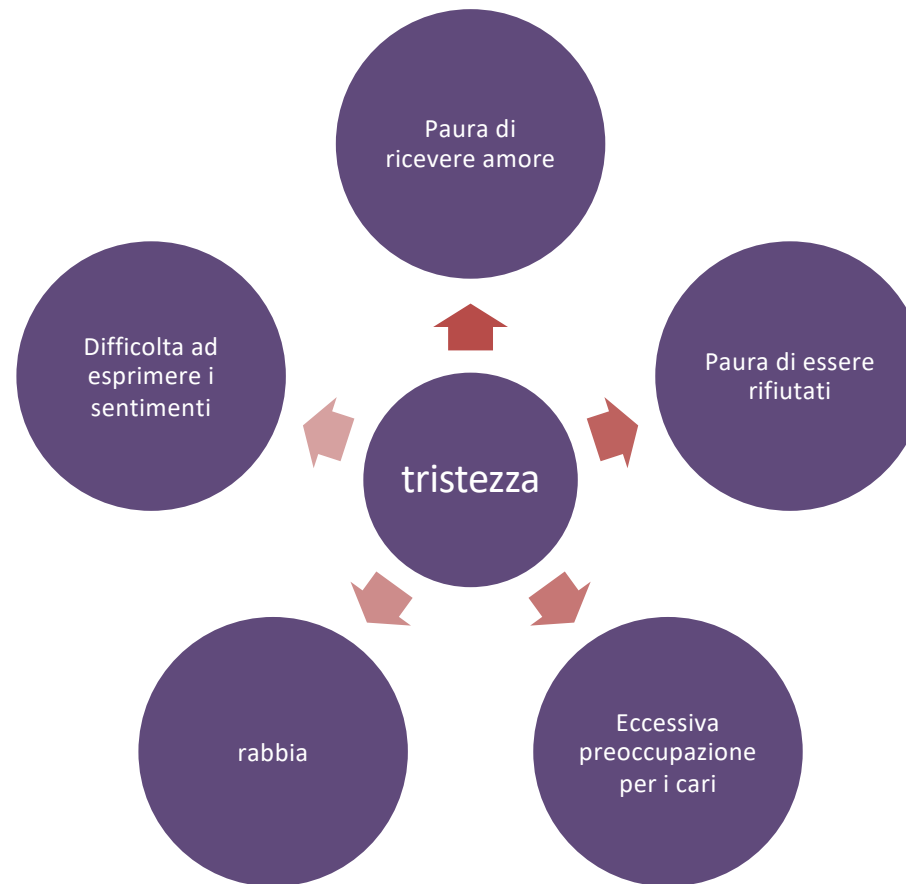 Paura di
ricevere amore
Paura di essere
rifiutati
Eccessiva
preoccupazione
per i cari
rabbia
Difficolta ad
esprimere i
sentimenti
tristezza